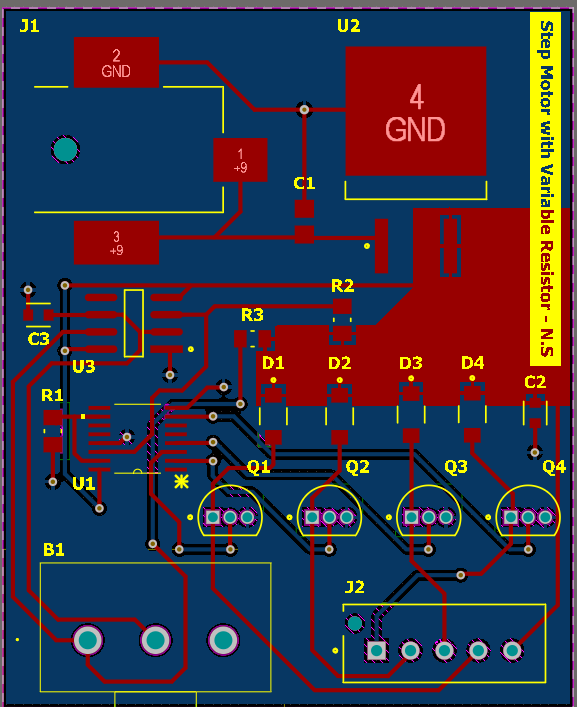 J1
U2
2
GND
4
GND
1
+9
C1
3
+9
Step Motor with Variable Resistor - N.S
R2
R3
C3
U3
D1
D2
D3
D4
C2
R1
U1
Q1
Q2
Q3
Q4
B1
J2